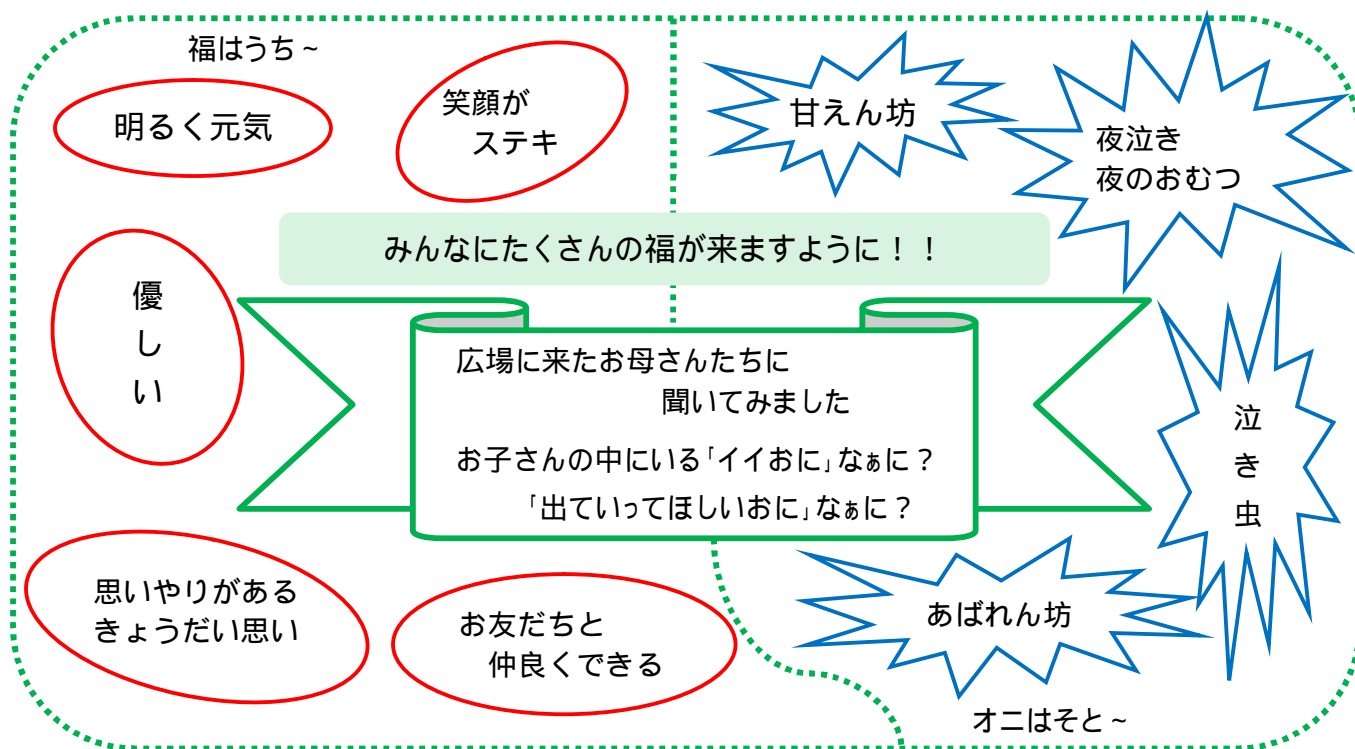 福はうち～
明るく元気
笑顔が
ステキ
甘えん坊
夜泣き
夜のおむつ
みんなにたくさんの福が来ますように！！
優しい
広場に来たお母さんたちに
聞いてみました
お子さんの中にいる「イイおに」なぁに？
「出ていってほしいおに」なぁに？
泣き虫
思いやりがある
きょうだい思い
お友だちと
仲良くできる
あばれん坊
オニはそと～